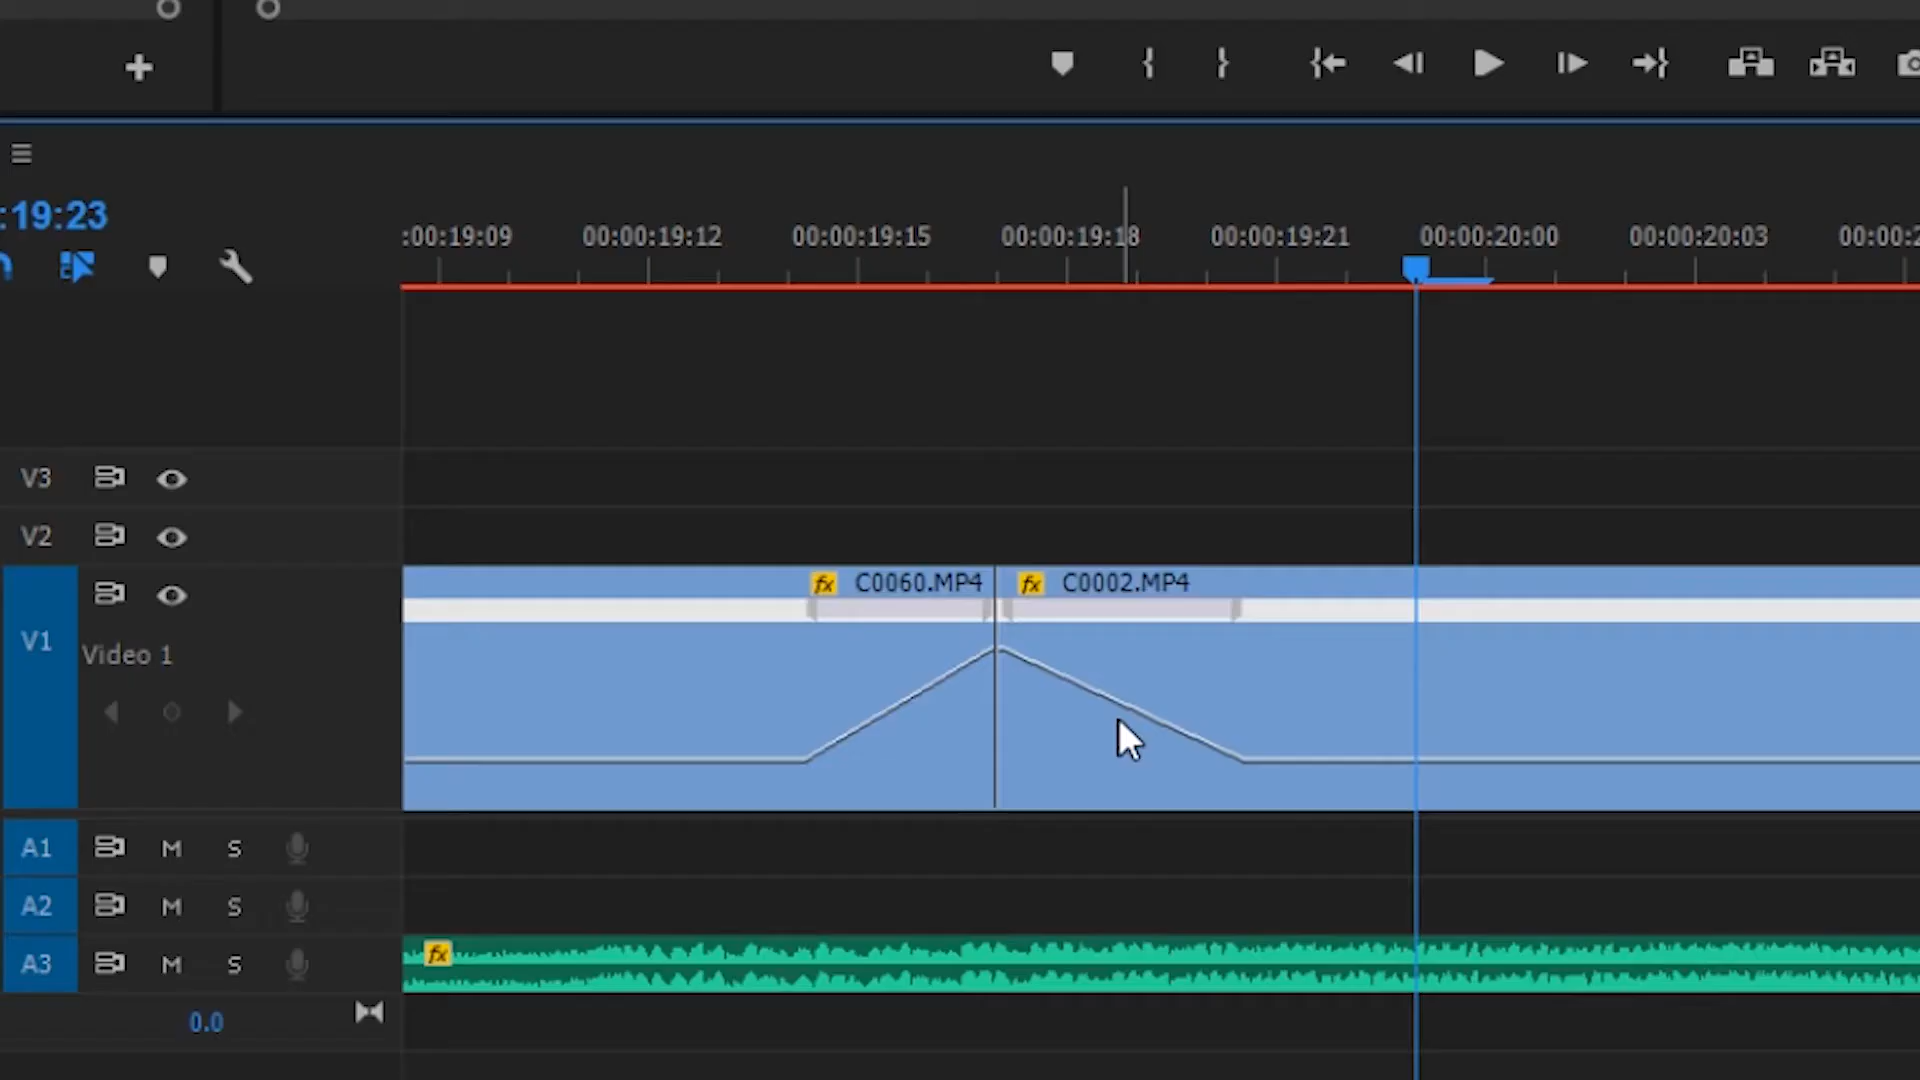 :19:23
:00:19:09 00:00:19:12 00:00:19:15 00:00:19:18 00:00:19:21 00:00:20:00 00:00:20:03 00:00:2
V3
V2
fx C0060.MP4 fx C0002.MP4
V1
Video 1
A1 M S
A2 M S
A3 M S fx
0.0